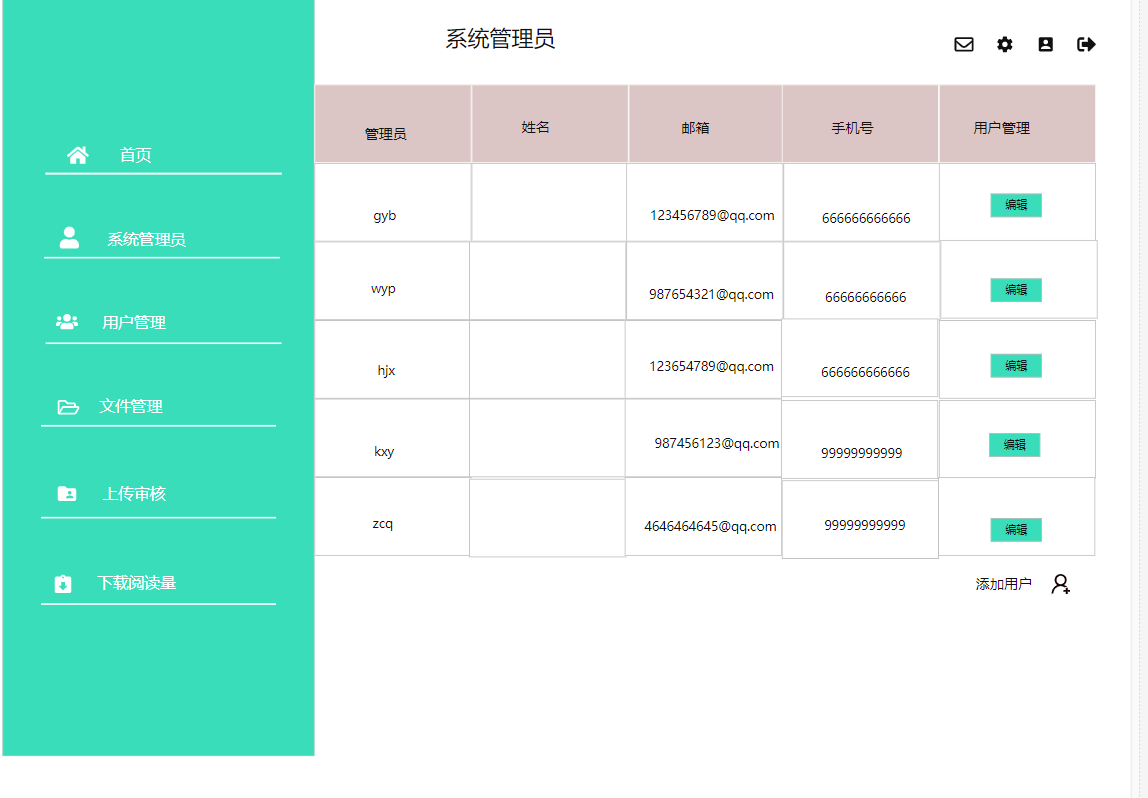 系统管理员
首页
系统管理员
用户管理
文件管理
上传审核
下载阅读量
管理员 姓名 邮箱 手机号 用户管理
gyb 123456789@qq.com 666666666666 编辑
wyp 987654321@qq.com 66666666666 编辑
hjx 123654789@qq.com 666666666666 编辑
kxy 987456123@qq.com 99999999999 编辑
zcq 4646464645@qq.com 99999999999 编辑
添加用户